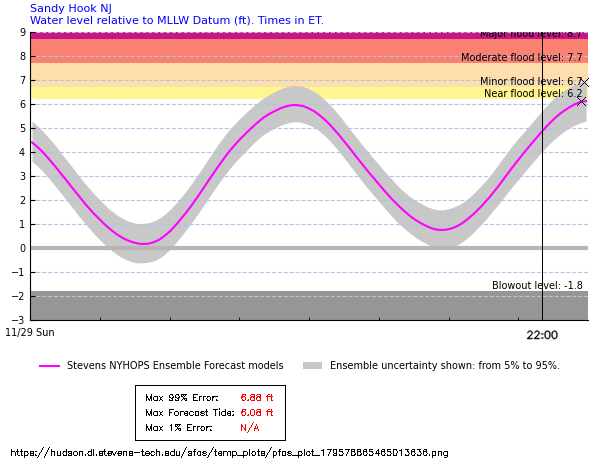 Sandy Hook NJ
Water level relative to MLLW Datum (ft). Times in ET.
9
Major flood level: 8.7
8
Moderate flood level: 7.7
7
Minor flood level: 6.7
Near flood level: 6.2
6
5
4
3
2
1
0
−1
Blowout level: -1.8
−2
−3
11/29 Sun
22:00
Stevens NYHOPS Ensemble Forecast models
Ensemble uncertainty shown: from 5% to 95%.
Max 99% Error: 6.88 ft
Max Forecast Tide: 6.08 ft
Max 1% Error: N/A
https://hudson.dl.stevens-tech.edu/sfas/temp_plots/pfas_plot_179578865465013636.png